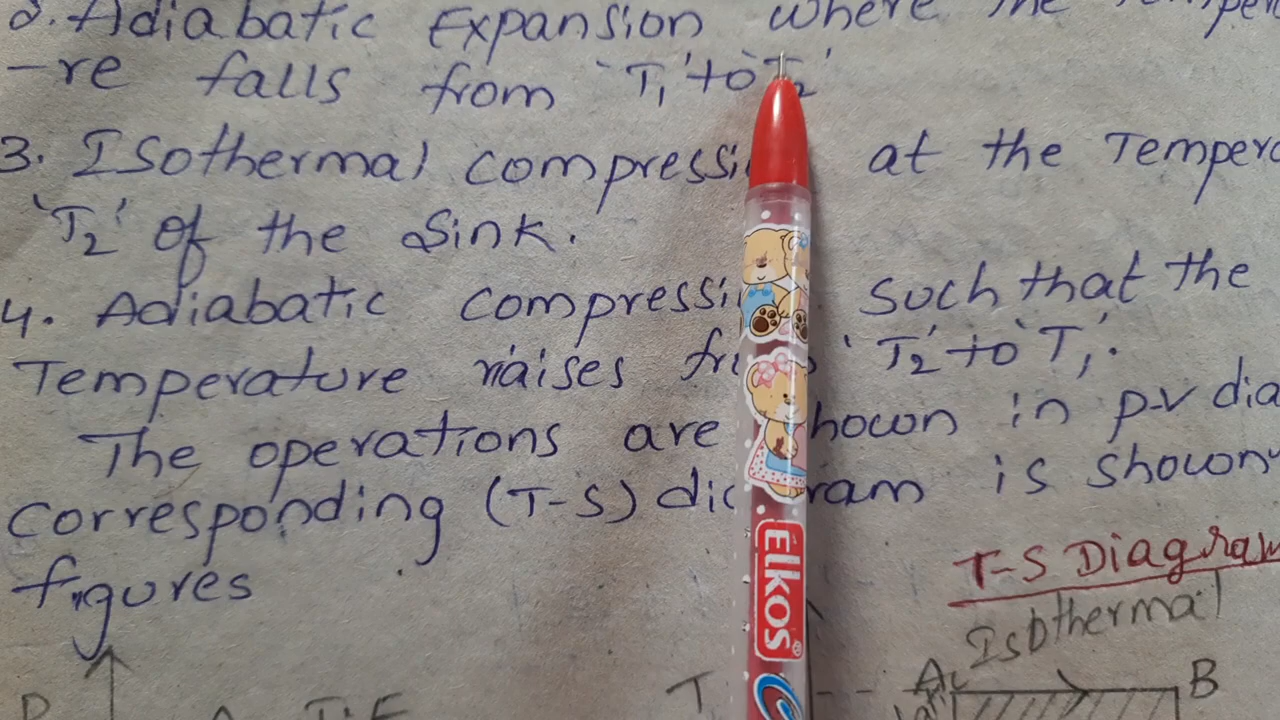 2. Adiabatic Expansion where the
-re falls from 'T₁' to 'T₂'
3. Isothermal compressi at the Tempera
'T₂' of the Sink.
4. Adiabatic compressi such that the
Temperature raises fr 'T₂' to 'T₁'.
The operations are hown in p-v dia
corresponding (T-S) di ram is shown
figures
T-S Diagram
Isothermal
A B
T
ELKOS